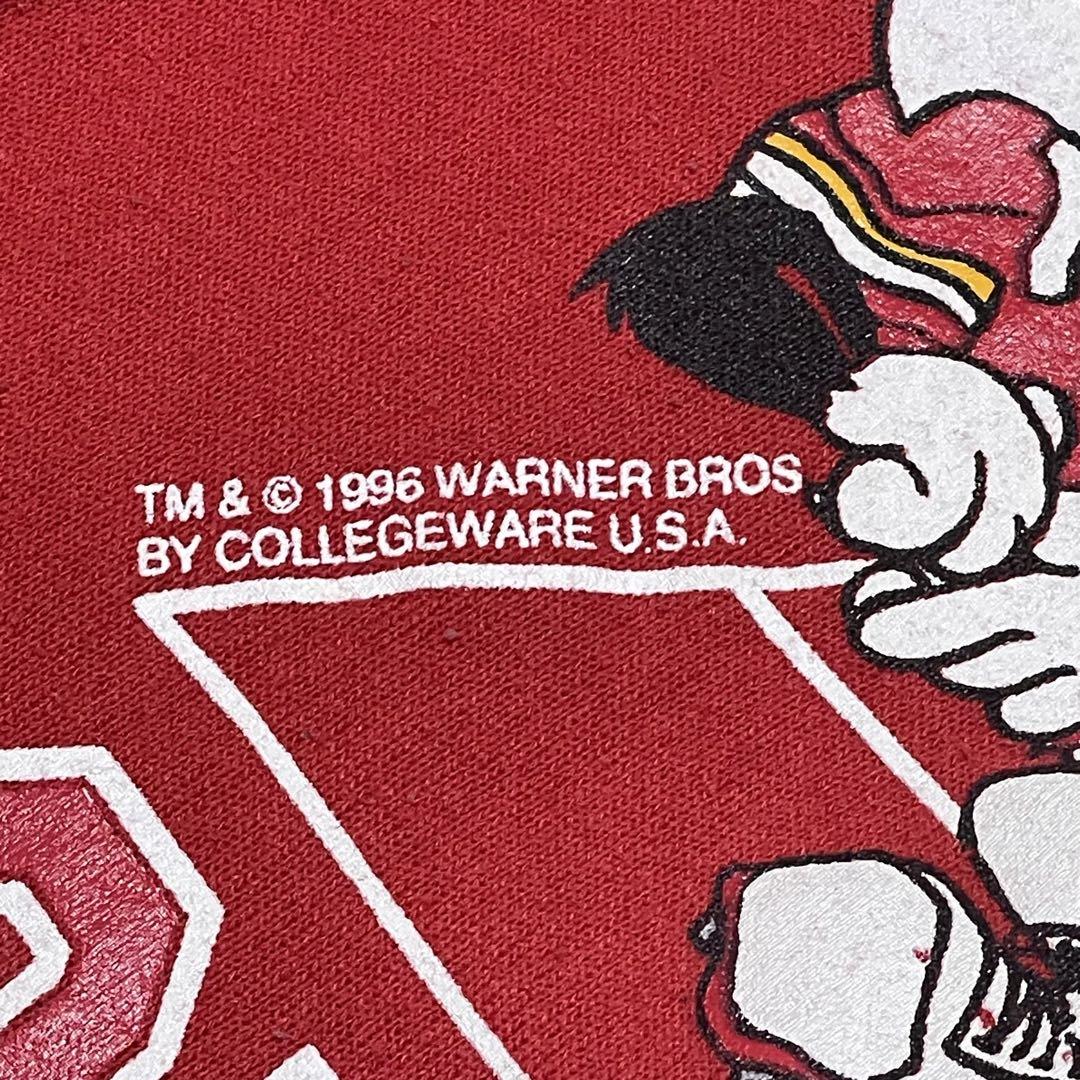 TM & © 1996 WARNER BROS
BY COLLEGEWARE U.S.A.